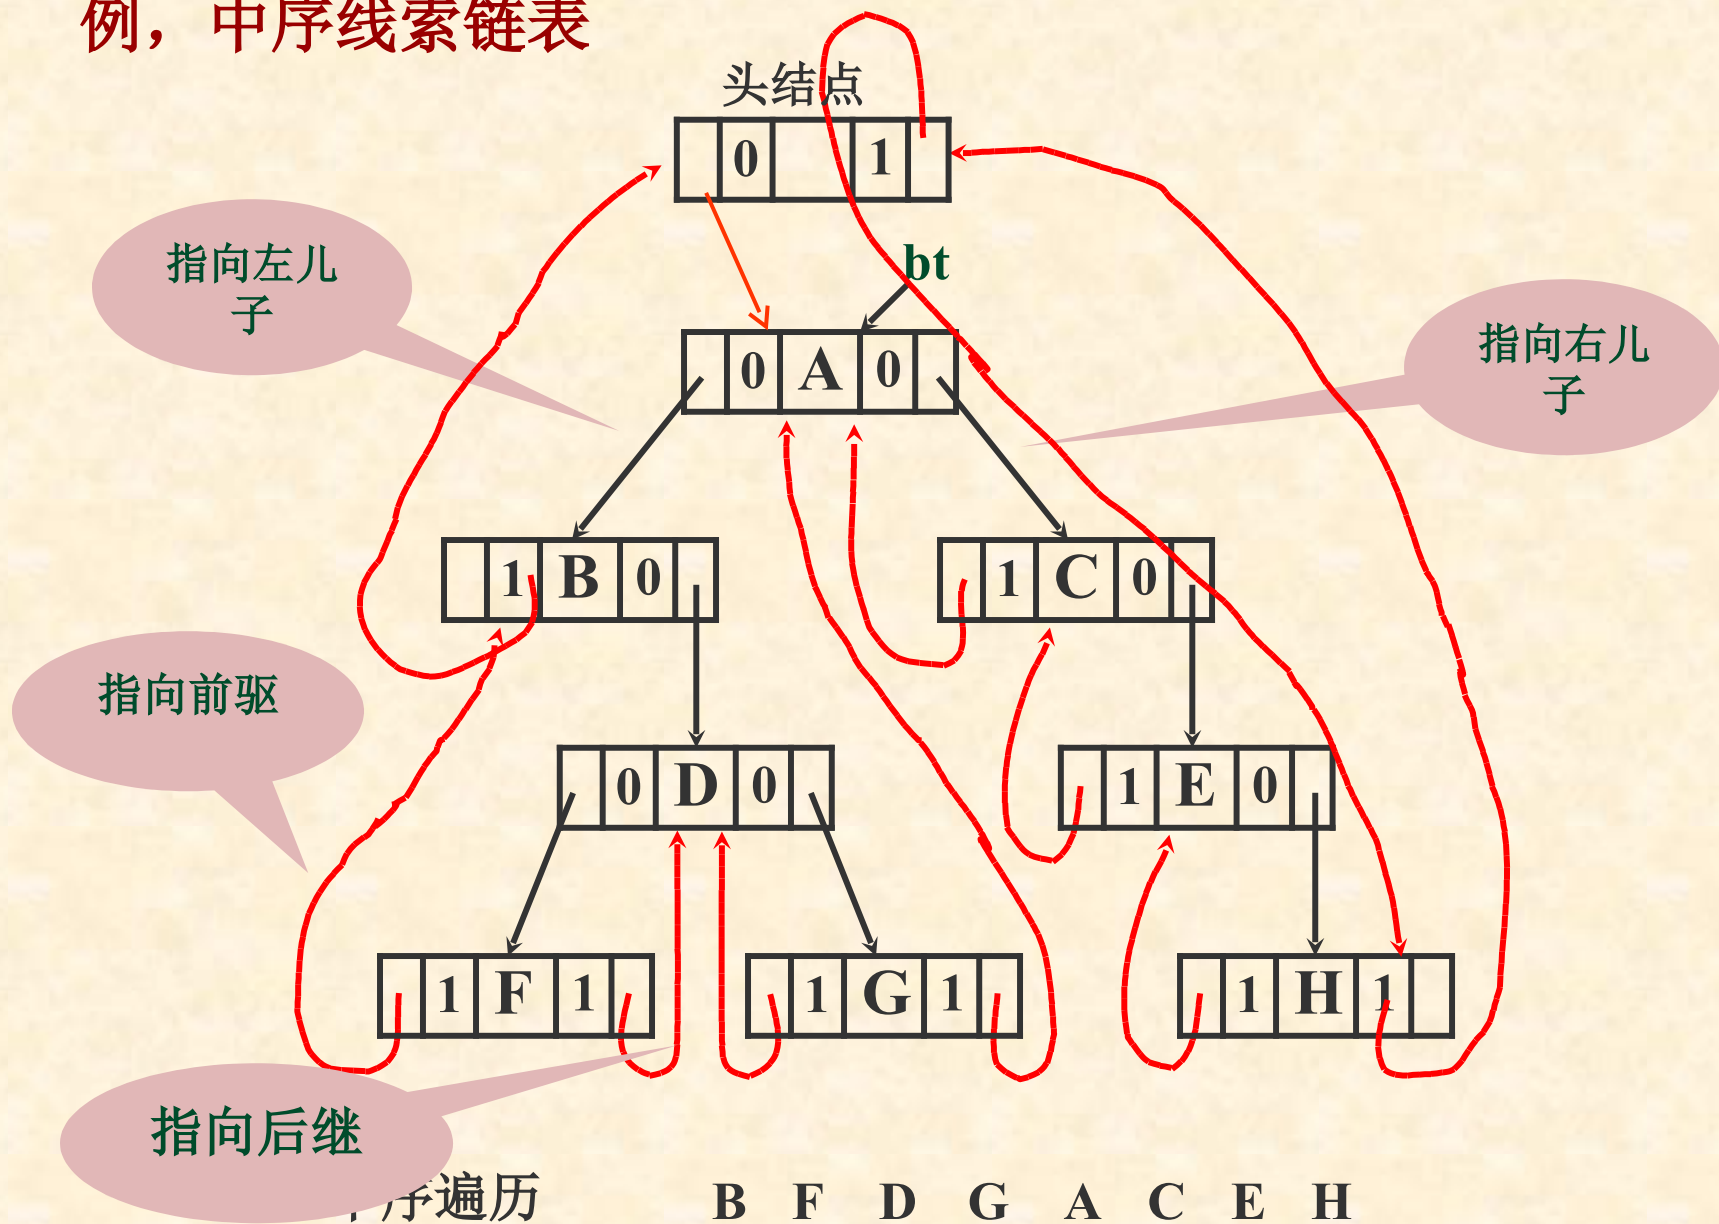 例，中序线索链表
头结点
0 1
指向左儿
子
bt
指向右儿
子
0 A 0
1 B 0
1 C 0
指向前驱
0 D 0
1 E 0
1 F 1
1 G 1
1 H 1
指向后继
序遍历 B F D G A C E H